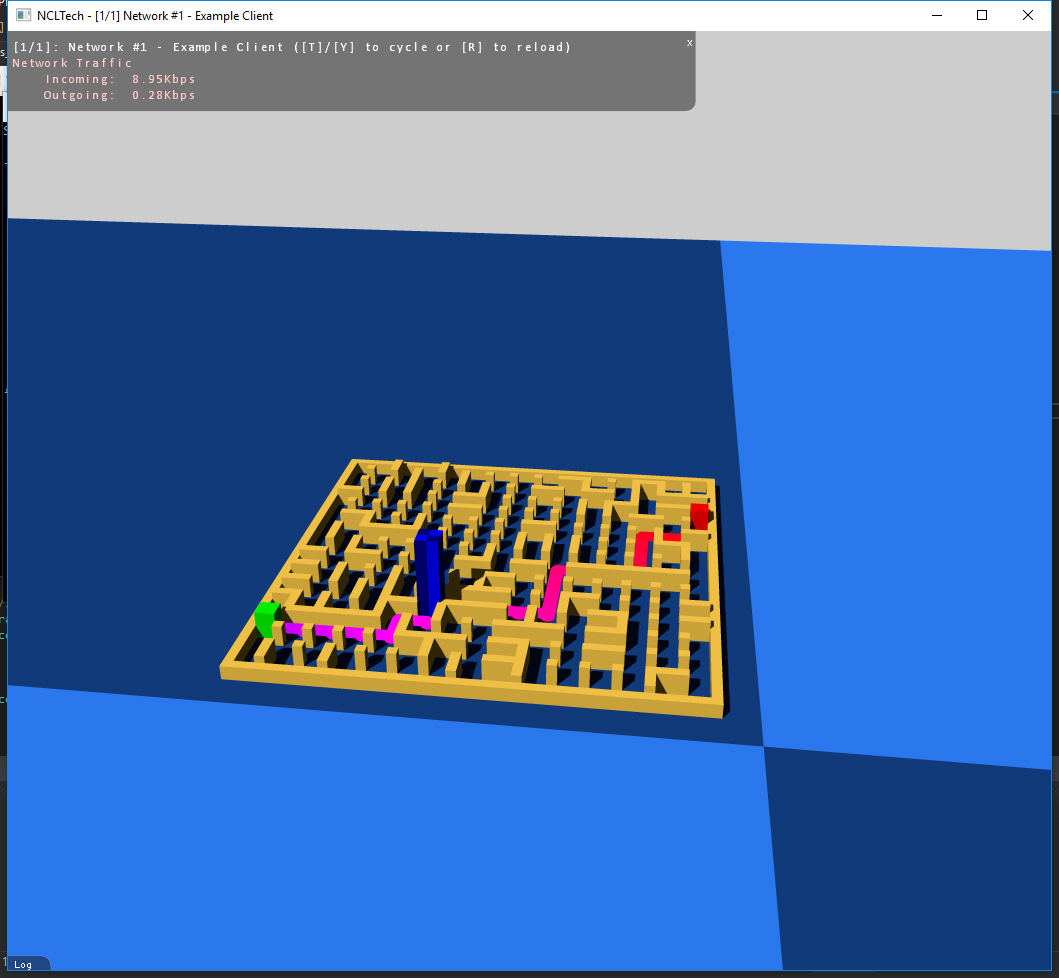 NCLTech - [1/1] Network #1 - Example Client
[1/1]: Network #1 - Example Client ([T]/[Y] to cycle or [R] to reload)
x
Network Traffic
Incoming: 8.95Kbps
Outgoing: 0.28Kbps
Log